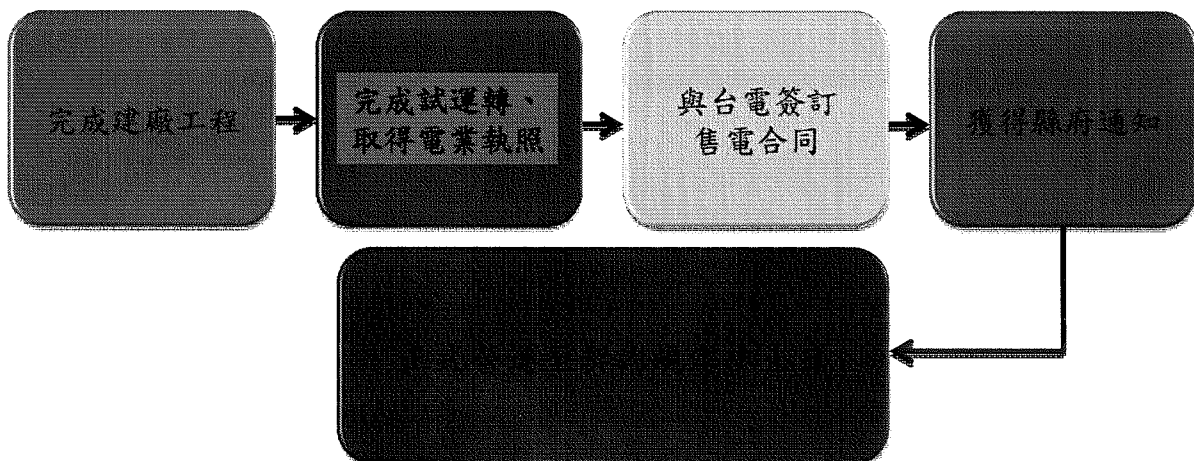 完成建廠工程
完成試運轉、
取得電業執照
與台電簽訂
售電合同
獲得縣府通知